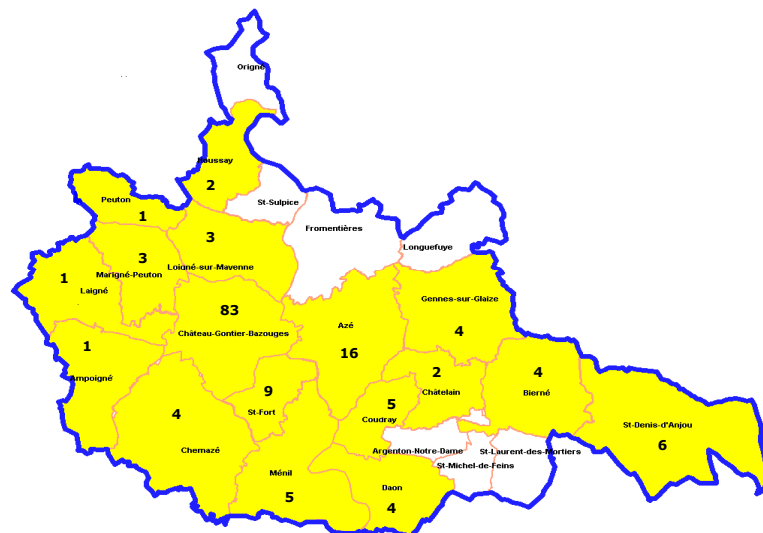 Origné
Houssay
2
St-Sulpice
Peuton
1
Fromentières
3
Loigné-sur-Mayenne
3
Marigné-Peuton
Longuefuye
1
Laigné
Gennes-sur-Glaize
4
83
Château-Gontier-Bazouges
Azé
16
1
Ampoigné
2
Châtelain
4
Bierné
9
St-Fort
5
Coudray
4
Chemazé
St-Denis-d'Anjou
6
Argenton-Notre-Dame
St-Laurent-des-Mortiers
St-Michel-de-Feins
Ménil
5
Daon
4